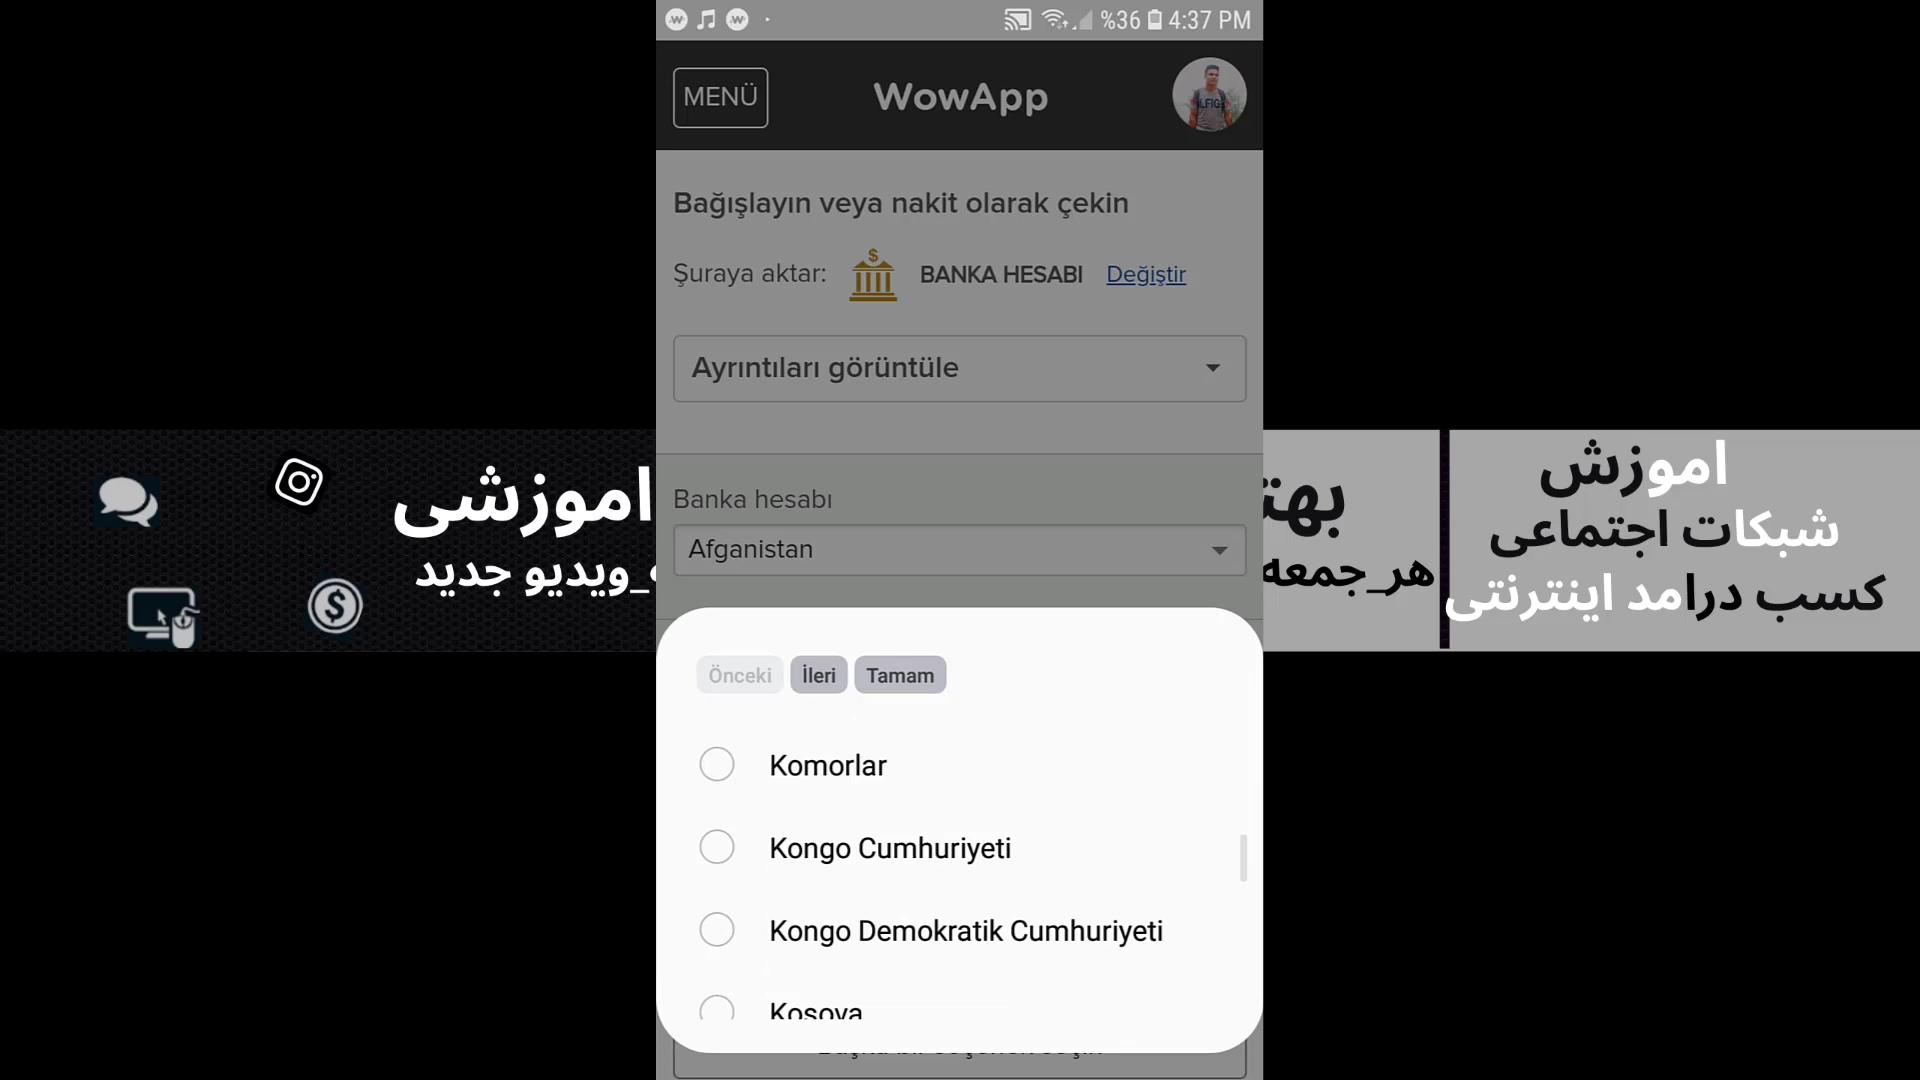 %36 4:37 PM
MENÜ
WowApp
Bağışlayın veya nakit olarak çekin
Şuraya aktar: BANKA HESABI Değiştir
Ayrıntıları görüntüle
Banka hesabı
Afganistan
Önceki İleri Tamam
Komorlar
Kongo Cumhuriyeti
Kongo Demokratik Cumhuriyeti
Kosova
اموزشی
ویدیو جدید_
هر_جمعه
اموزش
شبکات اجتماعی
کسب درامد اینترنتی